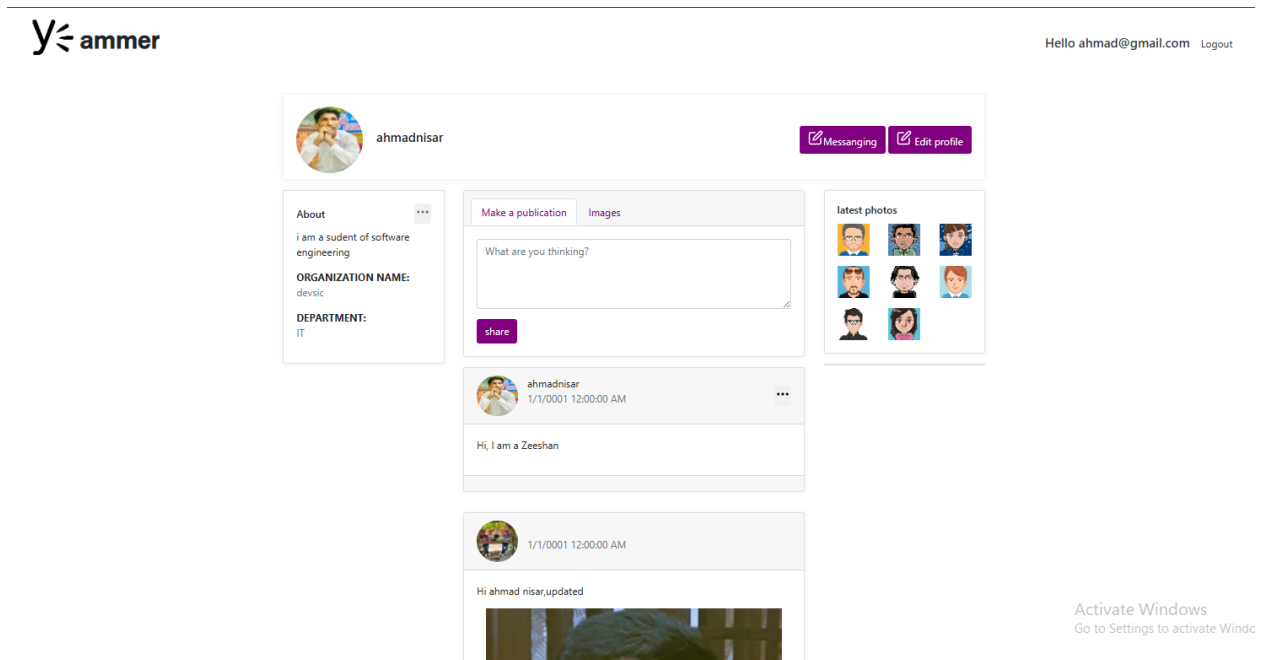 y ammer
Hello ahmad@gmail.com Logout
ahmadnisar
Messanging
Edit profile
About
i am a sudent of software
engineering
ORGANIZATION NAME:
devsic
DEPARTMENT:
IT
Make a publication
Images
What are you thinking?
share
latest photos
ahmadnisar
1/1/0001 12:00:00 AM
Hi, I am a Zeeshan
1/1/0001 12:00:00 AM
Hi ahmad nisar,updated
Activate Windows
Go to Settings to activate Windo